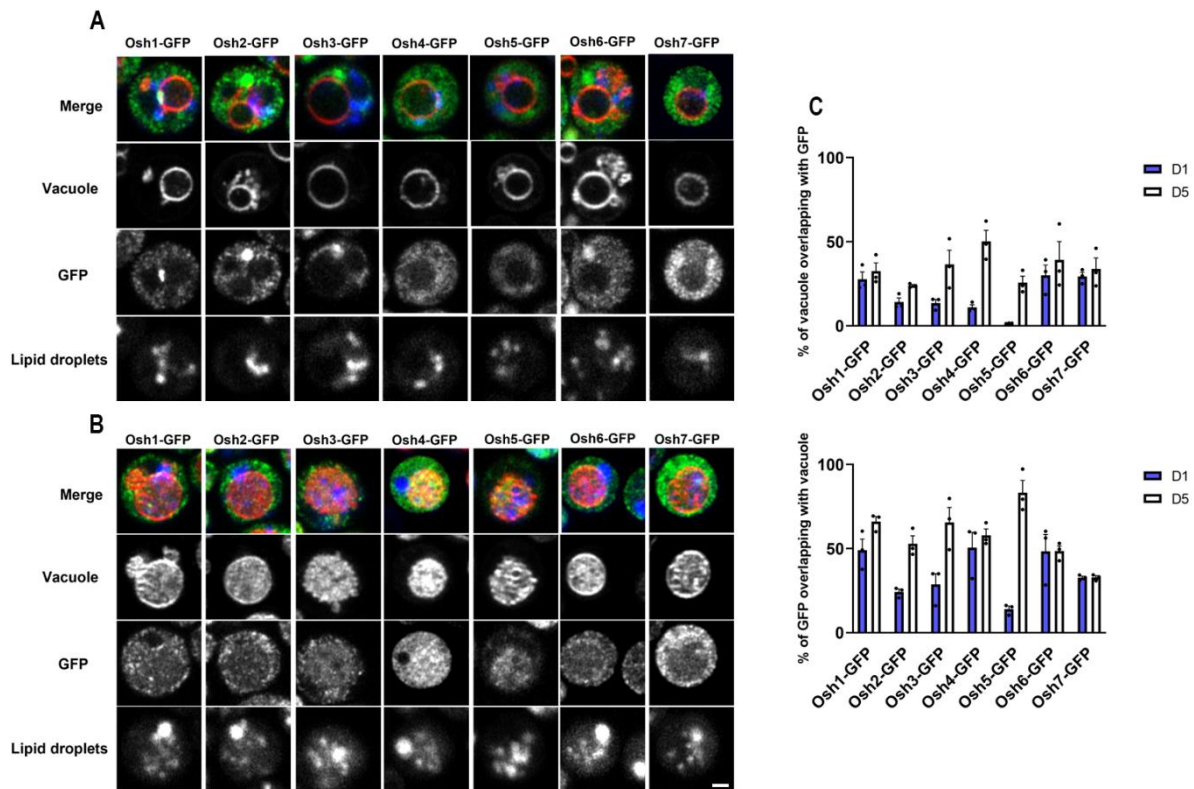 A
Osh1-GFP Osh2-GFP Osh3-GFP Osh4-GFP Osh5-GFP Osh6-GFP Osh7-GFP
Merge
Vacuole
GFP
Lipid droplets
B
Osh1-GFP Osh2-GFP Osh3-GFP Osh4-GFP Osh5-GFP Osh6-GFP Osh7-GFP
Merge
Vacuole
GFP
Lipid droplets
C
% of vacuole overlapping with GFP
100
50
0
Osh1-GFP
Osh2-GFP
Osh3-GFP
Osh4-GFP
Osh5-GFP
Osh6-GFP
Osh7-GFP
D1
D5
% of GFP overlapping with vacuole
100
50
0
Osh1-GFP
Osh2-GFP
Osh3-GFP
Osh4-GFP
Osh5-GFP
Osh6-GFP
Osh7-GFP
D1
D5